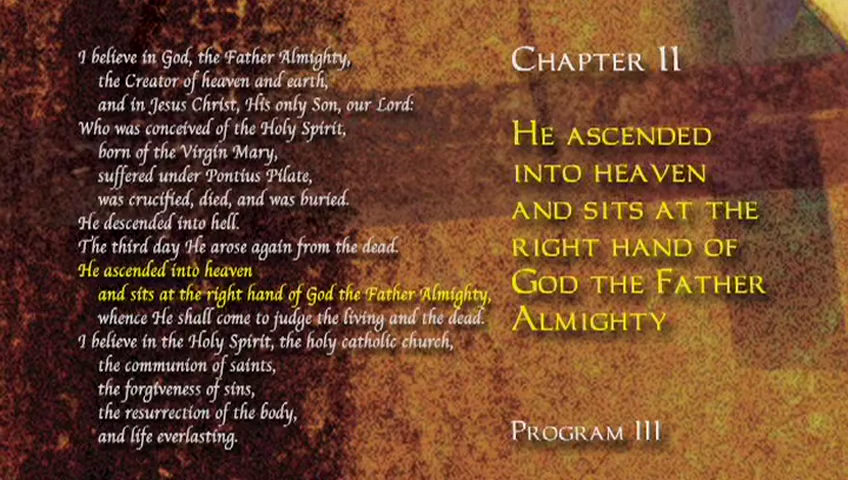 I believe in God, the Father Almighty,
the Creator of heaven and earth,
and in Jesus Christ, His only Son, our Lord:
Who was conceived of the Holy Spirit,
born of the Virgin Mary,
suffered under Pontius Pilate,
was crucified, died, and was buried.
He descended into hell.
The third day He arose again from the dead.
He ascended into heaven
and sits at the right hand of God the Father Almighty,
whence He shall come to judge the living and the dead.
I believe in the Holy Spirit, the holy catholic church,
the communion of saints,
the forgiveness of sins,
the resurrection of the body,
and life everlasting.
Chapter II
He ascended
into heaven
and sits at the
right hand of
God the Father
Almighty
Program III